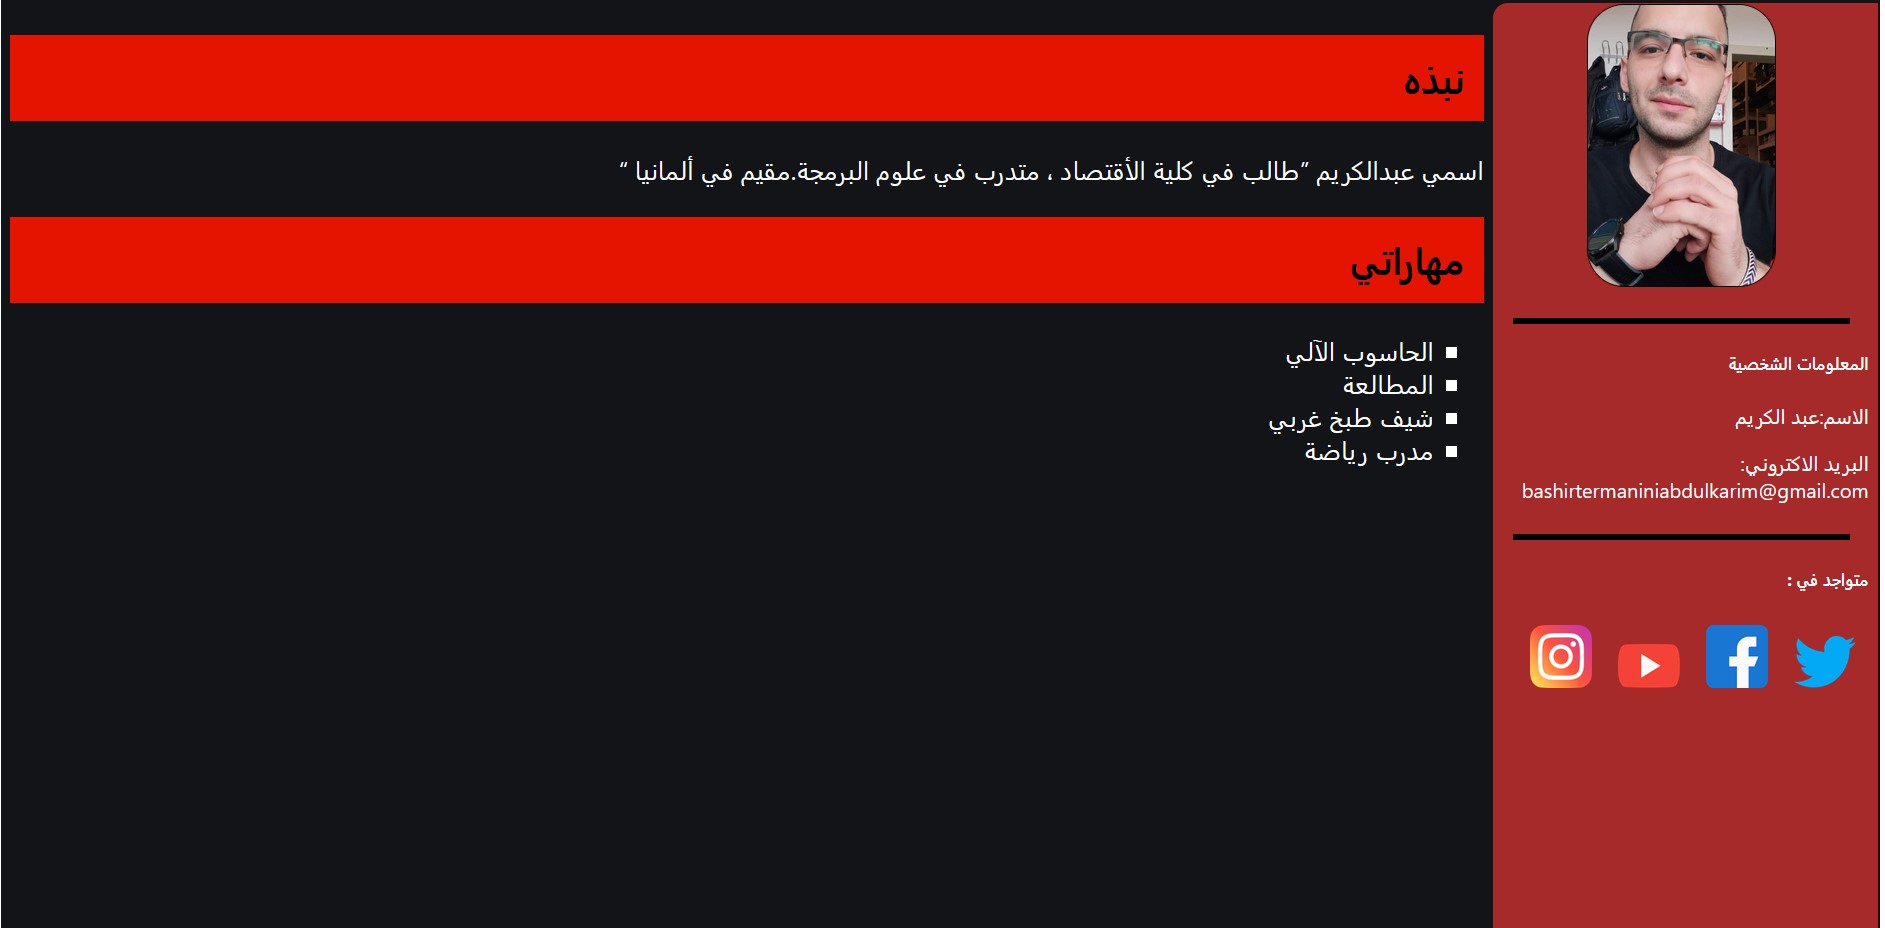 نبذه
اسمي عبدالكريم "طالب في كلية الأقتصاد ، متدرب في علوم البرمجة.مقيم في ألمانيا "
مهاراتي
الحاسوب الآلي
المطالعة
شيف طبخ غربي
مدرب رياضة
المعلومات الشخصية
الاسم:عبد الكريم
البريد الاكتروني:
bashirtermaniniabdulkarim@gmail.com
متواجد في :